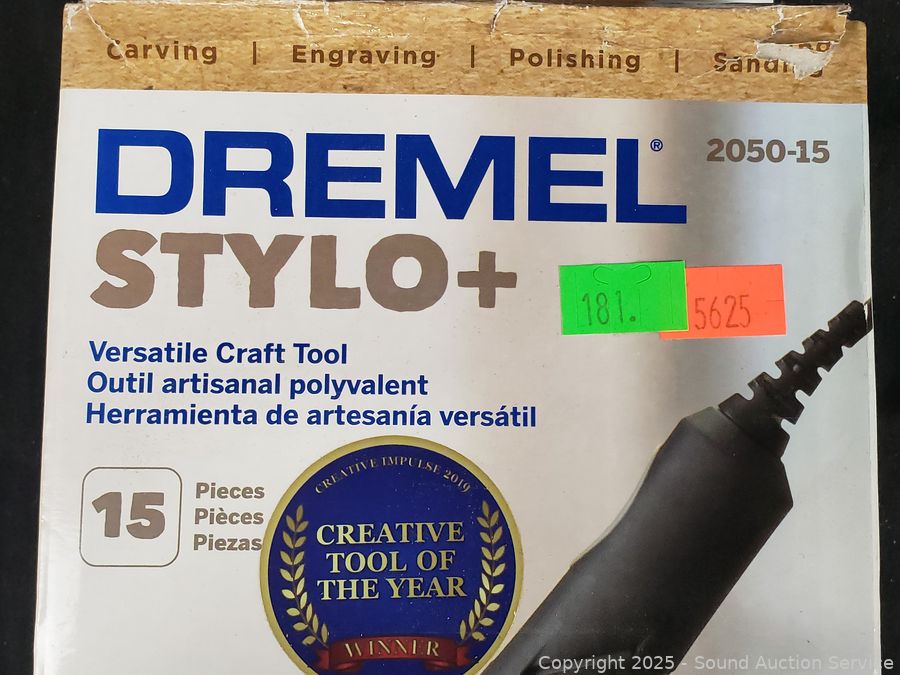 Carving | Engraving | Polishing | Sanding
DREMEL® 2050-15
STYLO+
181. 5625
Versatile Craft Tool
Outil artisanal polyvalent
Herramienta de artesanía versátil
15 Pieces
Pièces
Piezas
CREATIVE IMPULSE 2019
CREATIVE
TOOL OF
THE YEAR
WINNER
Copyright 2025 - Sound Auction Service